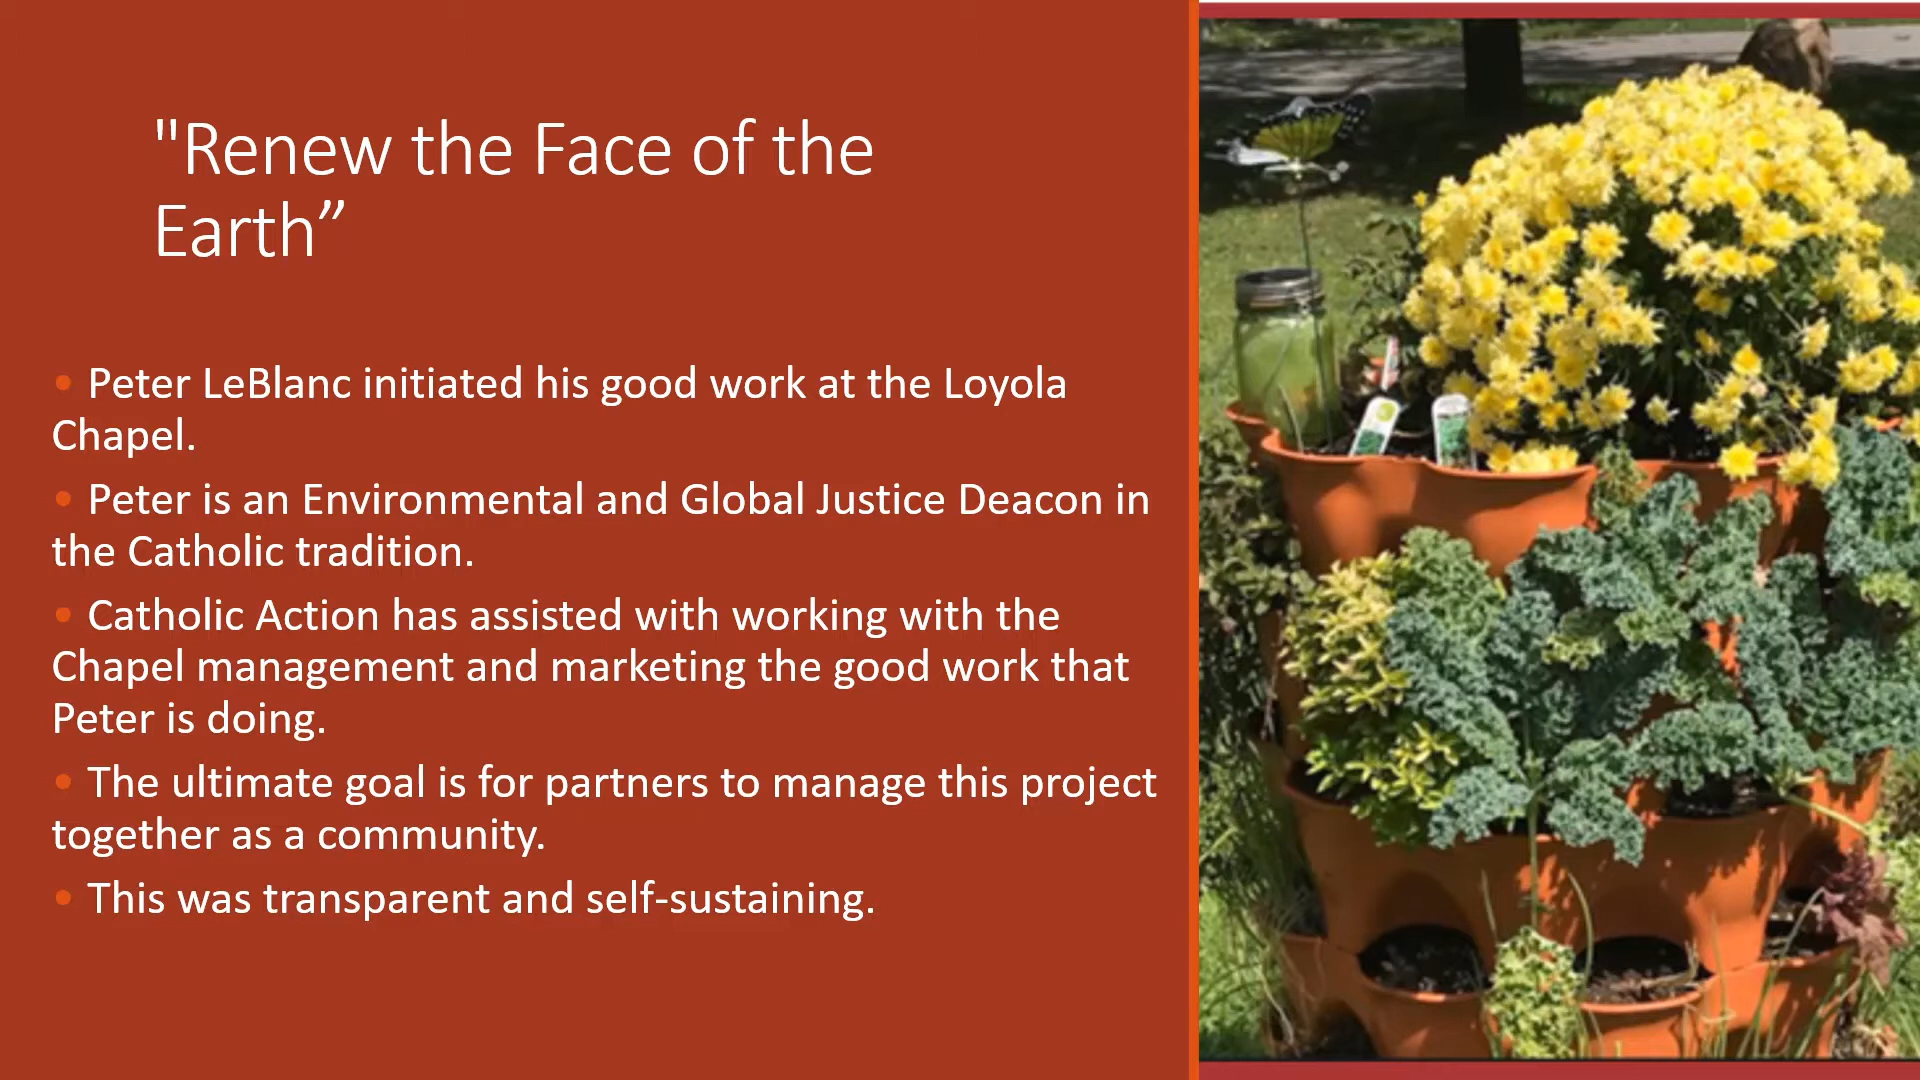 "Renew the Face of the
Earth”
• Peter LeBlanc initiated his good work at the Loyola
Chapel.
• Peter is an Environmental and Global Justice Deacon in
the Catholic tradition.
• Catholic Action has assisted with working with the
Chapel management and marketing the good work that
Peter is doing.
• The ultimate goal is for partners to manage this project
together as a community.
• This was transparent and self-sustaining.